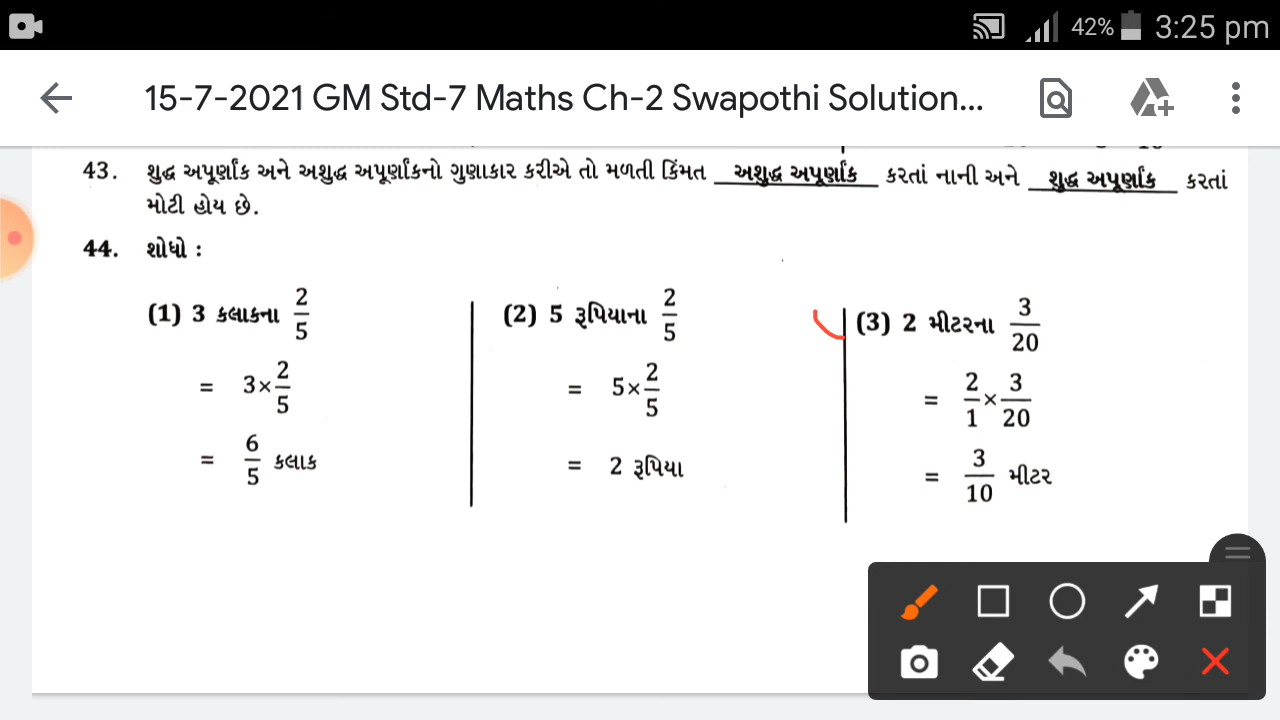 42% 3:25 pm
15-7-2021 GM Std-7 Maths Ch-2 Swapothi Solution...
43. શુદ્ધ અપૂર્ણાંક અને અશુદ્ધ અપૂર્ણાંકનો ગુણાકાર કરીએ તો મળતી કિંમત અશુદ્ધ અપૂર્ણાંક કરતાં નાની અને શુદ્ધ અપૂર્ણાંક કરતાં
મોટી હોય છે.
44. શોધો :
(1) 3 કલાકના 2/5
= 3×2/5
= 6/5 કલાક
(2) 5 રૂપિયાના 2/5
= 5×2/5
= 2 રૂપિયા
(3) 2 મીટરના 3/20
= 2/1×3/20
= 3/10 મીટર